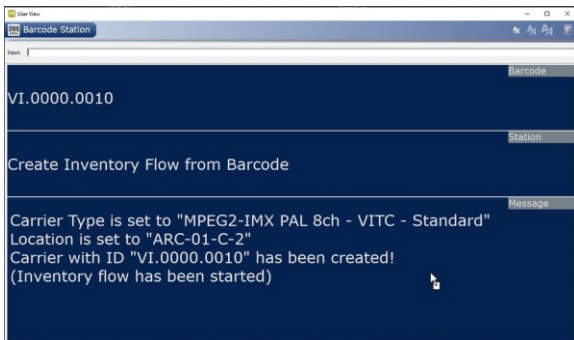 User View
Barcode Station
Input:
Barcode
VI.0000.0010
Station
Create Inventory Flow from Barcode
Message
Carrier Type is set to "MPEG2-IMX PAL 8ch - VITC - Standard"
Location is set to "ARC-01-C-2"
Carrier with ID "VI.0000.0010" has been created!
(Inventory flow has been started)